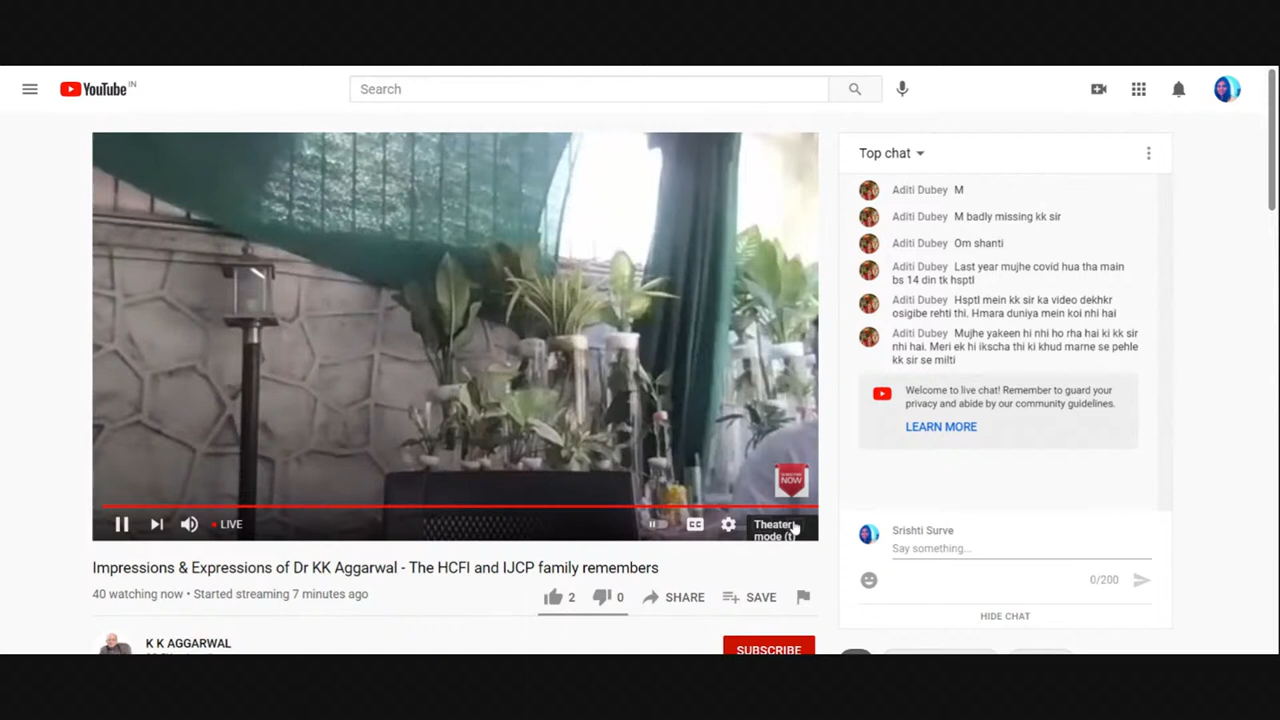 YouTube IN
Search
Top chat
Aditi Dubey M
Aditi Dubey M badly missing kk sir
Aditi Dubey Om shanti
Aditi Dubey Last year mujhe covid hua tha main
bs 14 din tk hsptl
Aditi Dubey Hsptl mein kk sir ka video dekhkr
osigibe rehti thi. Hmara duniya mein koi nhi hai
Aditi Dubey Mujhe yakeen hi nhi ho rha hai ki kk sir
nhi hai. Meri ek hi ikscha thi ki khud marne se pehle
kk sir se milti
Welcome to live chat! Remember to guard your
privacy and abide by our community guidelines.
LEARN MORE
SUBSCRIBE
NOW
LIVE
CC
Theater
mode (t)
Srishti Surve
Say something...
0/200
HIDE CHAT
Impressions & Expressions of Dr KK Aggarwal - The HCFI and IJCP family remembers
40 watching now • Started streaming 7 minutes ago
2
0
SHARE
SAVE
K K AGGARWAL
SUBSCRIBE